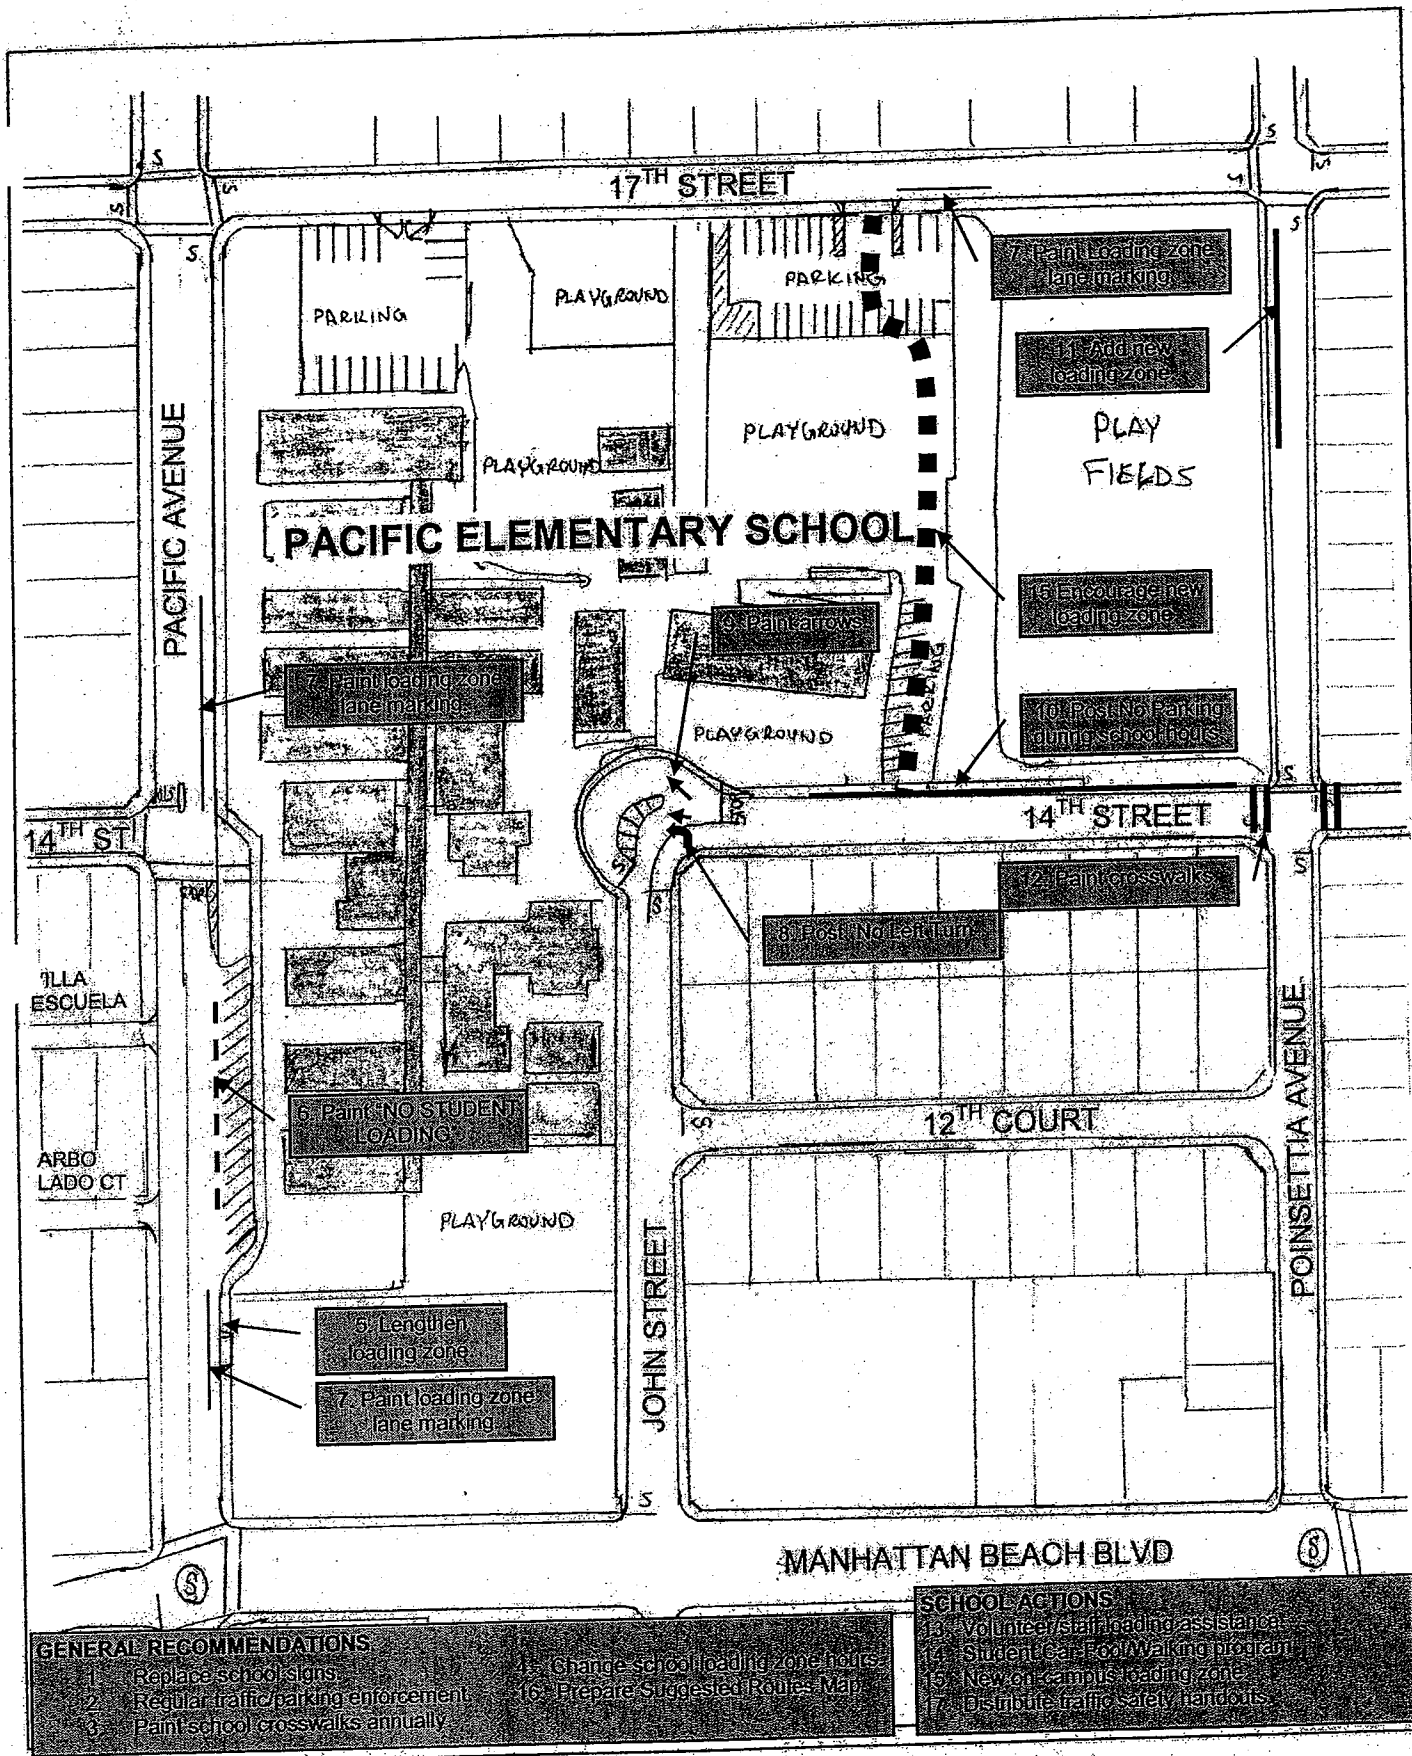 17TH STREET
7. Paint Loading zone
lane marking
PARKING
PLAYGROUND
PARKING
11. Add new
loading zone
PACIFIC AVENUE
PLAYGROUND
PLAYGROUND
PLAY
FIELDS
PACIFIC ELEMENTARY SCHOOL
15 Encourage new
loading zone
9. Paint arrows
PARKING
7. Paint loading zone
lane marking
PLAYGROUND
10. Post No Parking
during school hours
14TH ST
14TH STREET
12. Paint crosswalks
8. Post "No Left Turn"
ILLA
ESCUELA
6. Paint "NO STUDENT
LOADING"
12TH COURT
ARBO
LADO CT
POINSETTIA AVENUE
PLAYGROUND
JOHN STREET
5. Lengthen
loading zone
7. Paint loading zone
lane marking
MANHATTAN BEACH BLVD
S
S
GENERAL RECOMMENDATIONS
1. Replace school signs
2. Regular traffic/parking enforcement
3. Paint school crosswalks annually
4. Change school loading zone hours
16. Prepare Suggested Routes Map
SCHOOL ACTIONS
13. Volunteer/staff loading assistance
14. Student Car Pool/Walking program
15. New on-campus loading zone
17. Distribute traffic safety handouts